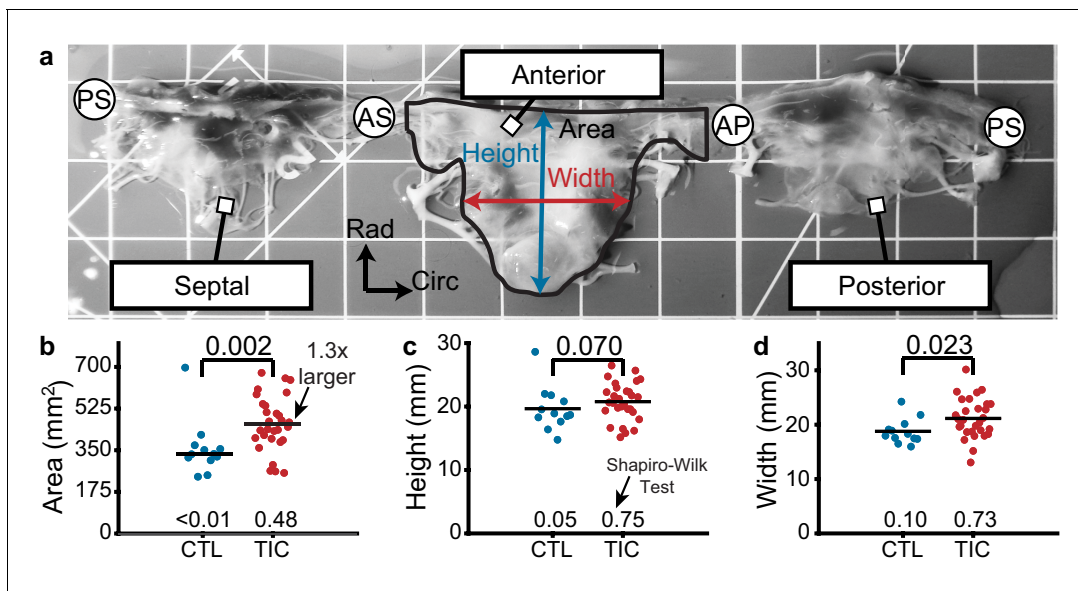 a
PS
AS
Anterior
Area
Height
Width
AP
PS
Rad
Circ
Septal
Posterior
b
0.002
1.3x
larger
Area (mm²)
700
525
350
175
0
<0.01
0.48
CTL
TIC
c
0.070
Height (mm)
30
20
10
0
Shapiro-Wilk
Test
0.05
0.75
CTL
TIC
d
0.023
Width (mm)
30
20
10
0
0.10
0.73
CTL
TIC